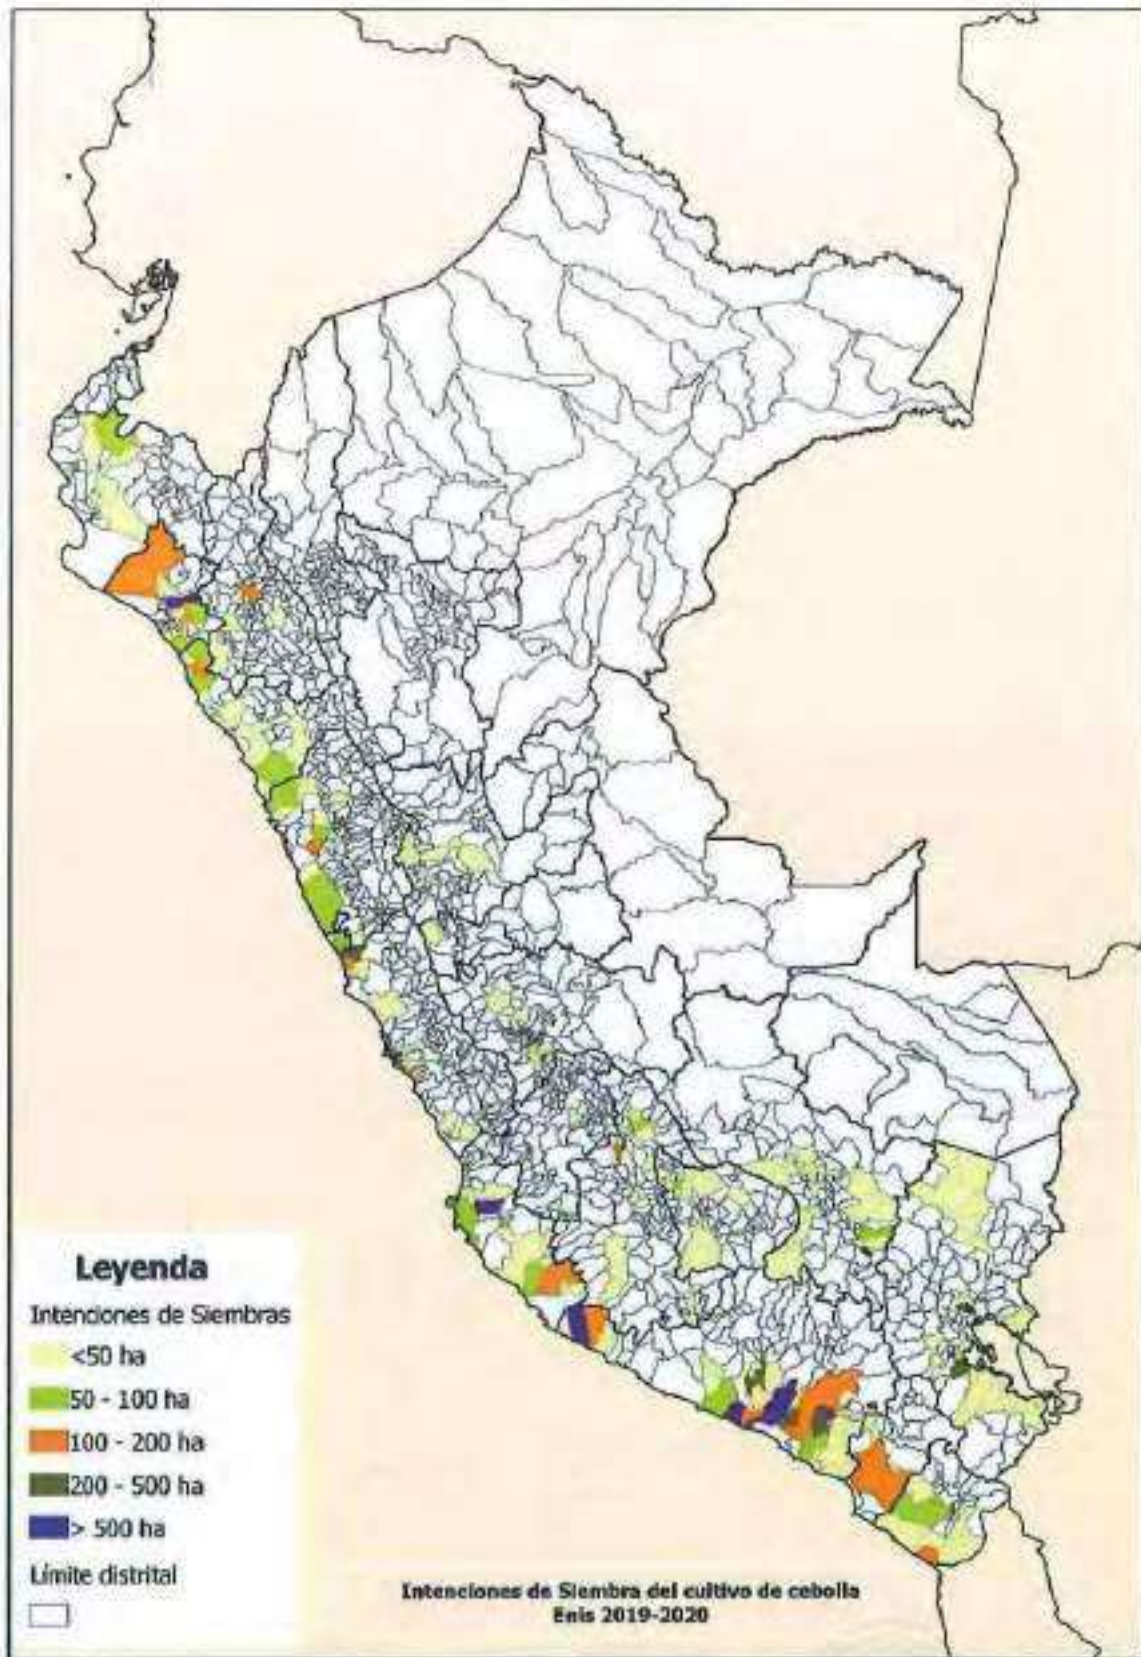 Leyenda
Intenciones de Siembras
<50 ha
50 - 100 ha
100 - 200 ha
200 - 500 ha
> 500 ha
Límite distrital
Intenciones de Siembra del cultivo de cebolla
Enis 2019-2020